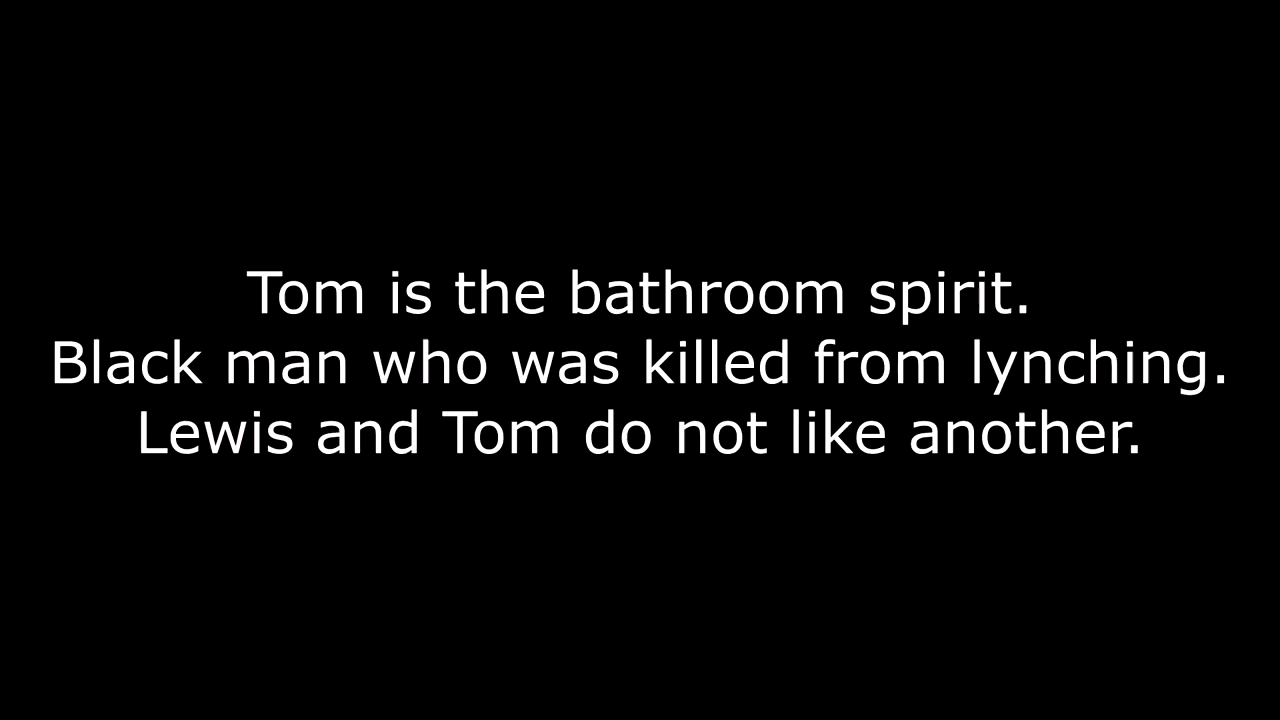 Tom is the bathroom spirit.
Black man who was killed from lynching.
Lewis and Tom do not like another.